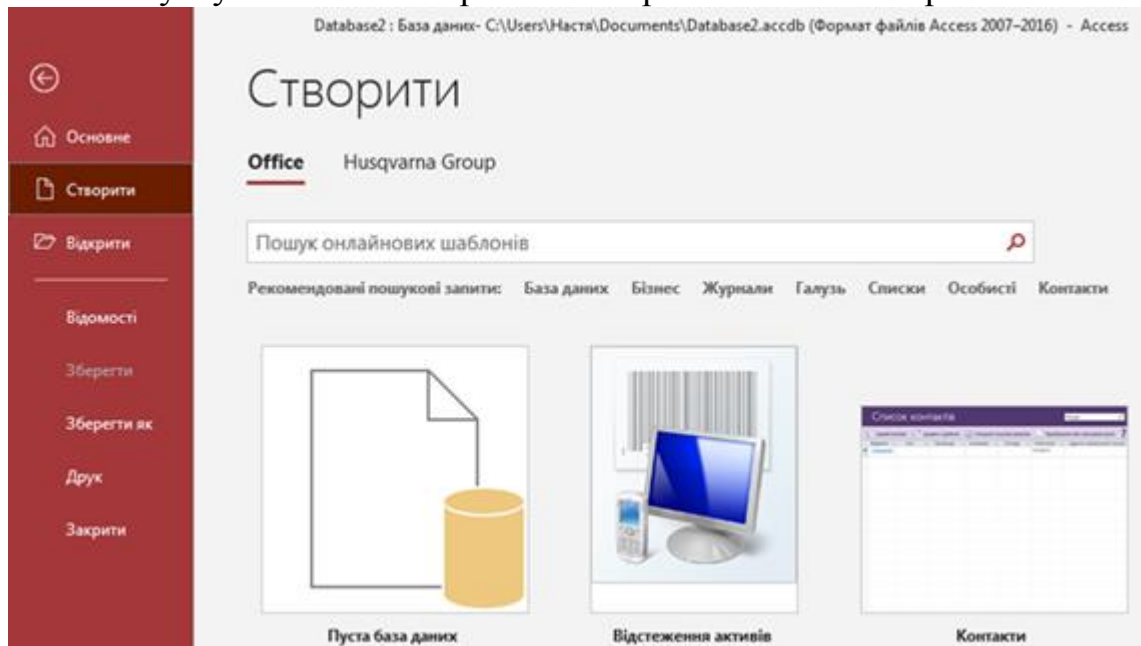 Database2 : База даних- C:\Users\Настя\Documents\Database2.accdb (Формат файлів Access 2007–2016) - Access
Створити
Основне
Office Husqvarna Group
Створити
Пошук онлайнових шаблонів
Відкрити
Рекомендовані пошукові запити: База даних Бізнес Журнали Галузь Списки Особисті Контакти
Відомості
Зберегти
Зберегти як
Друк
Закрити
Список контактів
Пуста база даних Відстеження активів Контакти